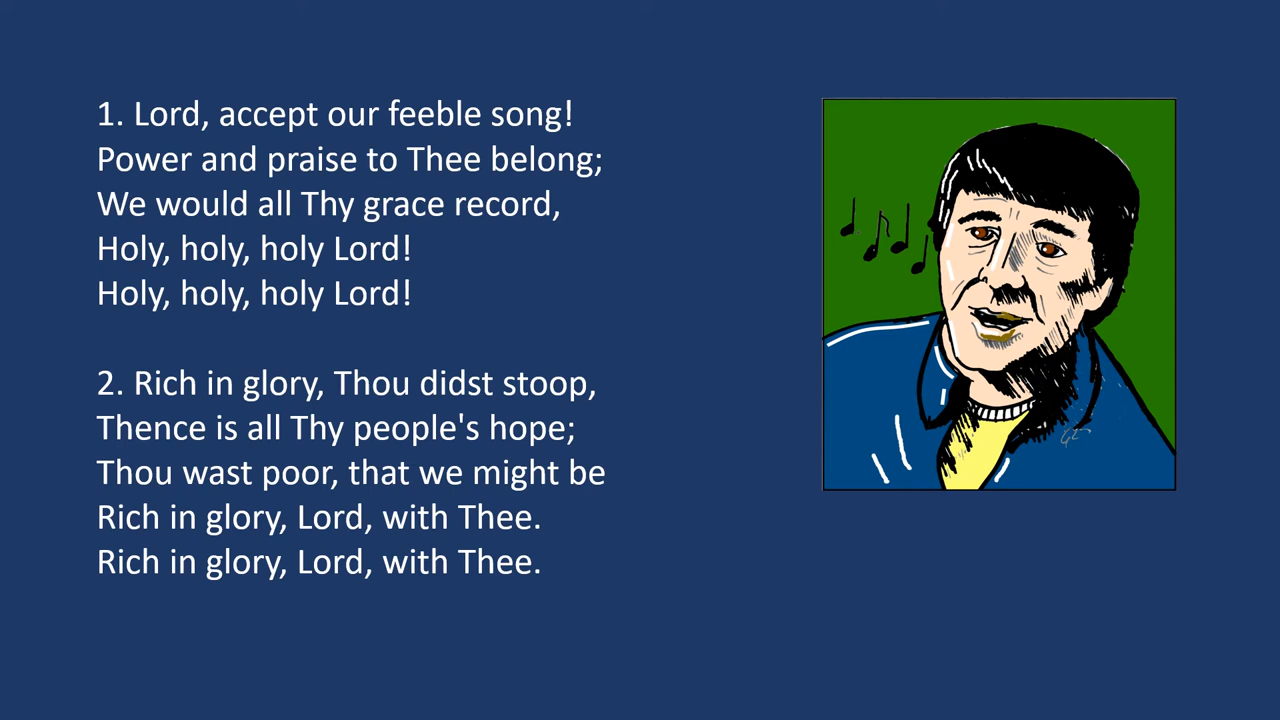 1. Lord, accept our feeble song!
Power and praise to Thee belong;
We would all Thy grace record,
Holy, holy, holy Lord!
Holy, holy, holy Lord!
2. Rich in glory, Thou didst stoop,
Thence is all Thy people's hope;
Thou wast poor, that we might be
Rich in glory, Lord, with Thee.
Rich in glory, Lord, with Thee.